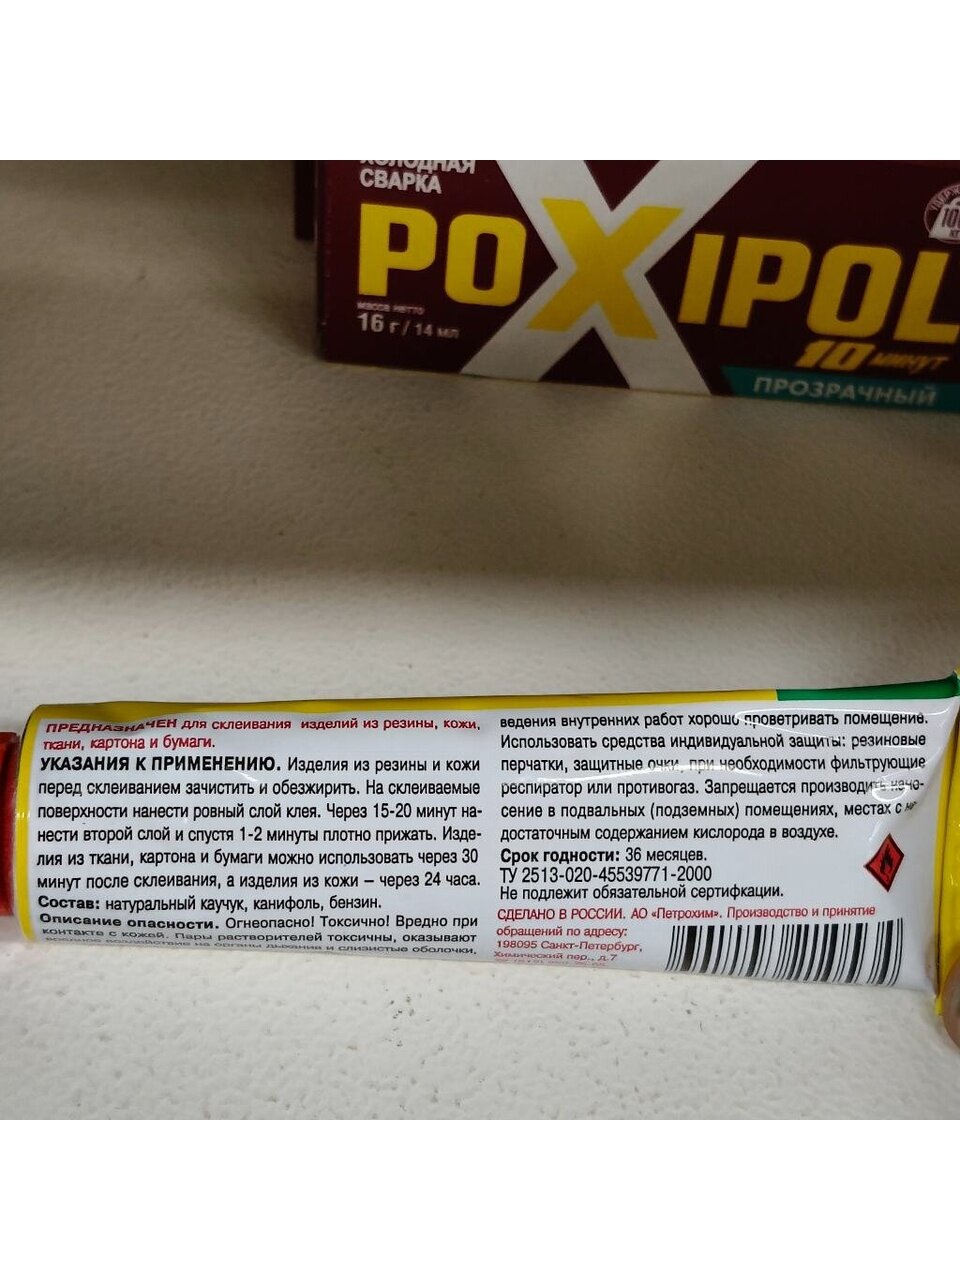 ХОЛОДНАЯ
СВАРКА
POXIPOL
масса нетто
16 г / 14 мл
10 минут
ПРОЗРАЧНЫЙ
ПРЕДНАЗНАЧЕН для склеивания изделий из резины, кожи,
ткани, картона и бумаги.
УКАЗАНИЯ К ПРИМЕНЕНИЮ. Изделия из резины и кожи
перед склеиванием зачистить и обезжирить. На склеиваемые
поверхности нанести ровный слой клея. Через 15-20 минут на-
нести второй слой и спустя 1-2 минуты плотно прижать. Изде-
лия из ткани, картона и бумаги можно использовать через 30
минут после склеивания, а изделия из кожи – через 24 часа.
Состав: натуральный каучук, канифоль, бензин.
Описание опасности. Огнеопасно! Токсично! Вредно при
контакте с кожей. Пары растворителей токсичны, оказывают
вредное воздействие на органы дыхания и слизистые оболочки,
ведения внутренних работ хорошо проветривать помещение.
Использовать средства индивидуальной защиты: резиновые
перчатки, защитные очки, при необходимости фильтрующие
респиратор или противогаз. Запрещается производить нано-
сение в подвальных (подземных) помещениях, местах с не-
достаточным содержанием кислорода в воздухе.
Срок годности: 36 месяцев.
ТУ 2513-020-45539771-2000
Не подлежит обязательной сертифкации.
СДЕЛАНО В РОССИИ. АО «Петрохим». Производство и принятие
обращений по адресу:
198095 Санкт-Петербург,
Химический пер., д.7